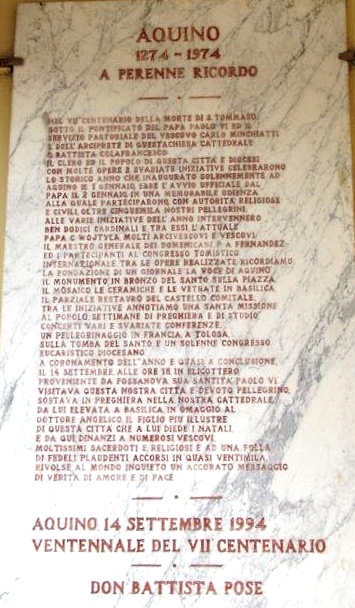 AQUINO
1274 - 1974
A PERENNE RICORDO
NEL VII° CENTENARIO DELLA MORTE DI S. TOMMASO,
SOTTO IL PONTIFICATO DEL PAPA PAOLO VI ED IL
SERVIZIO PASTORALE DEL VESCOVO CARLO MINCHIATTI
E DELL'ARCIPRETE DI QUESTA CHIESA CATTEDRALE
G. BATTISTA COLAFRANCESCO,
IL CLERO ED IL POPOLO DI QUESTA CITTÀ E DIOCESI
CON MOLTE OPERE E SVARIATE INIZIATIVE CELEBRARONO
LO STORICO ANNO CHE INAUGURATO SOLENNEMENTE AD
AQUINO IL 1 GENNAIO, EBBE L'AVVIO UFFICIALE DAL
PAPA IL 2 GENNAIO, IN UNA MEMORABILE UDIENZA
ALLA QUALE PARTECIPARONO, CON AUTORITÀ RELIGIOSE
E CIVILI, OLTRE CINQUEMILA NOSTRI PELLEGRINI.
ALLE VARIE INIZIATIVE DELL'ANNO INTERVENNERO
BEN DODICI CARDINALI E TRA ESSI L'ATTUALE
PAPA C. WOJTYLA, MOLTI ARCIVESCOVI E VESCOVI,
IL MAESTRO GENERALE DEI DOMENICANI P. A. FERNANDEZ
ED I PARTECIPANTI AL CONGRESSO TOMISTICO
INTERNAZIONALE. TRA LE OPERE REALIZZATE RICORDIAMO
LA FONDAZIONE DI UN GIORNALE LA VOCE DI AQUINO
IL MONUMENTO IN BRONZO DEL SANTO SULLA PIAZZA
IL MOSAICO LE CERAMICHE E LE VETRATE IN BASILICA
IL PARZIALE RESTAURO DEL CASTELLO COMITALE
TRA LE INIZIATIVE ANNOTIAMO UNA SANTA MISSIONE
AL POPOLO, SETTIMANE DI PREGHIERA E DI STUDIO
CONCERTI VARI E SVARIATE CONFERENZE,
UN PELLEGRINAGGIO IN FRANCIA A TOLOSA
SULLA TOMBA DEL SANTO E UN SOLENNE CONGRESSO
EUCARISTICO DIOCESANO
A CORONAMENTO DELL'ANNO E QUASI A CONCLUSIONE,
IL 14 SETTEMBRE, ALLE ORE 16 IN ELICOTTERO
PROVENIENTE DA FOSSANOVA SUA SANTITÀ PAOLO VI
VISITAVA QUESTA NOSTRA CITTÀ E DEVOTO PELLEGRINO,
SOSTAVA IN PREGHIERA NELLA NOSTRA CATTEDRALE
DA LUI ELEVATA A BASILICA IN OMAGGIO AL
DOTTORE ANGELICO, IL FIGLIO PIÙ ILLUSTRE
DI QUESTA CITTÀ CHE A LUI DIEDE I NATALI,
E DA QUI, DINANZI A NUMEROSI VESCOVI,
MOLTISSIMI SACERDOTI E RELIGIOSI E AD UNA FOLLA
DI FEDELI PLAUDENTI ACCORSI IN QUASI VENTIMILA,
RIVOLSE AL MONDO INQUIETO UN ACCORATO MESSAGGIO
DI VERITÀ DI AMORE E DI PACE
AQUINO 14 SETTEMBRE 1994
VENTENNALE DEL VII CENTENARIO
DON BATTISTA POSE